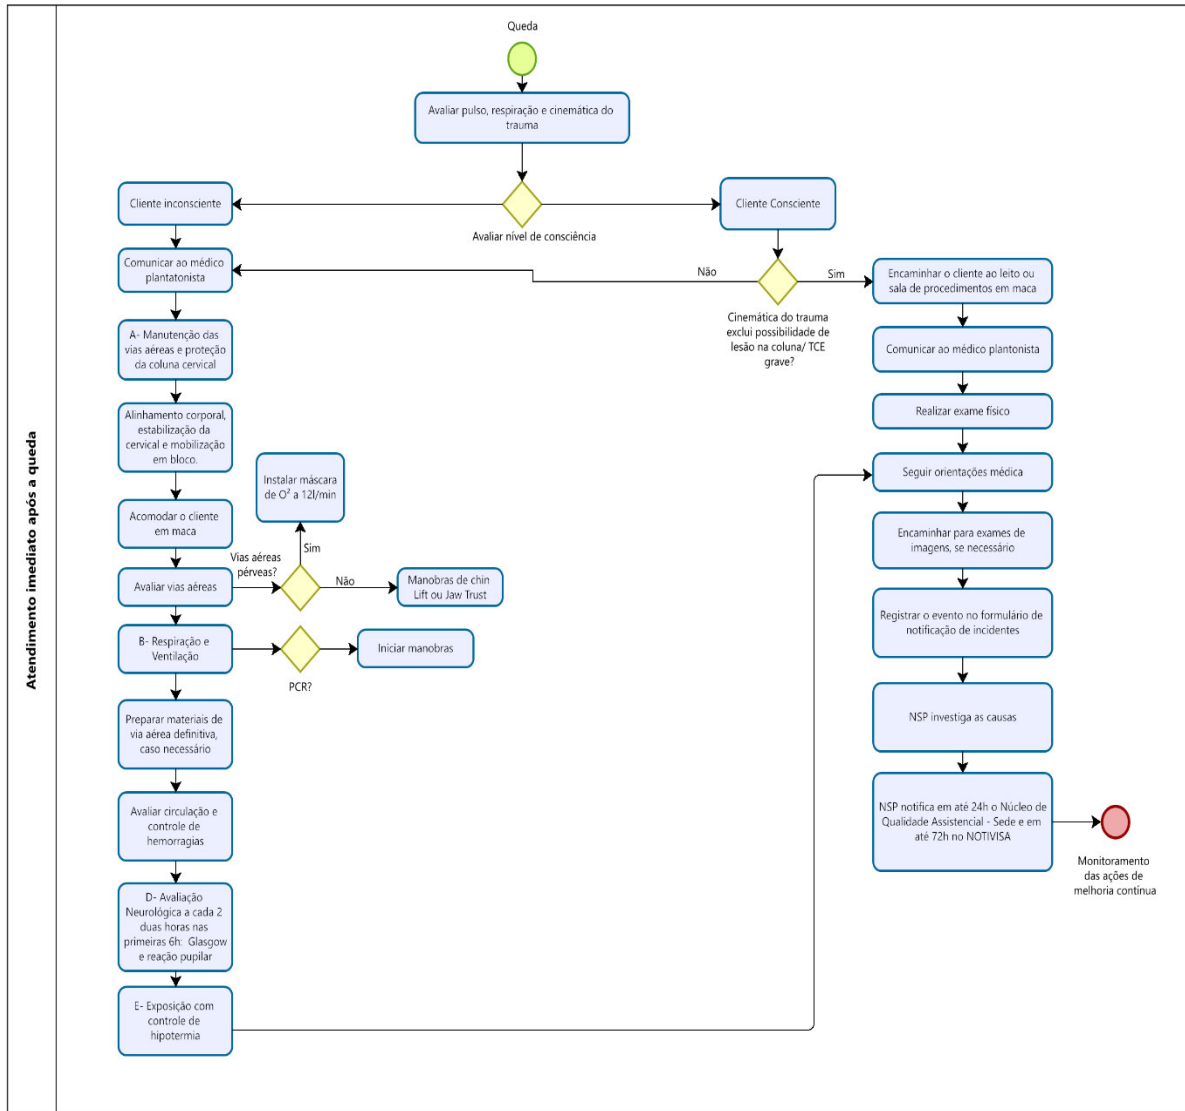 Atendimento imediato após a queda
Queda
Avaliar pulso, respiração e cinemática do
trauma
Cliente inconsciente
Avaliar nível de consciência
Cliente Consciente
Comunicar ao médico
plantatonista
Não
Sim
Cinemática do trauma
exclui possibilidade de
lesão na coluna/ TCE
grave?
Encaminhar o cliente ao leito ou
sala de procedimentos em maca
A- Manutenção das
vias aéreas e proteção
da coluna cervical
Comunicar ao médico plantonista
Realizar exame físico
Alinhamento corporal,
estabilização da
cervical e mobilização
em bloco.
Instalar máscara
de O² a 12l/min
Seguir orientações médica
Acomodar o cliente
em maca
Encaminhar para exames de
imagens, se necessário
Avaliar vias aéreas
Vias aéreas
pérveas?
Sim
Não
Manobras de chin
Lift ou Jaw Trust
Registrar o evento no formulário de
notificação de incidentes
B- Respiração e
Ventilação
PCR?
Iniciar manobras
Preparar materiais de
via aérea definitiva,
caso necessário
NSP investiga as causas
Avaliar circulação e
controle de
hemorragias
NSP notifica em até 24h o Núcleo de
Qualidade Assistencial - Sede e em
até 72h no NOTIVISA
Monitoramento
das ações de
melhoria contínua
D- Avaliação
Neurológica a cada 2
duas horas nas
primeiras 6h: Glasgow
e reação pupilar
E- Exposição com
controle de
hipotermia